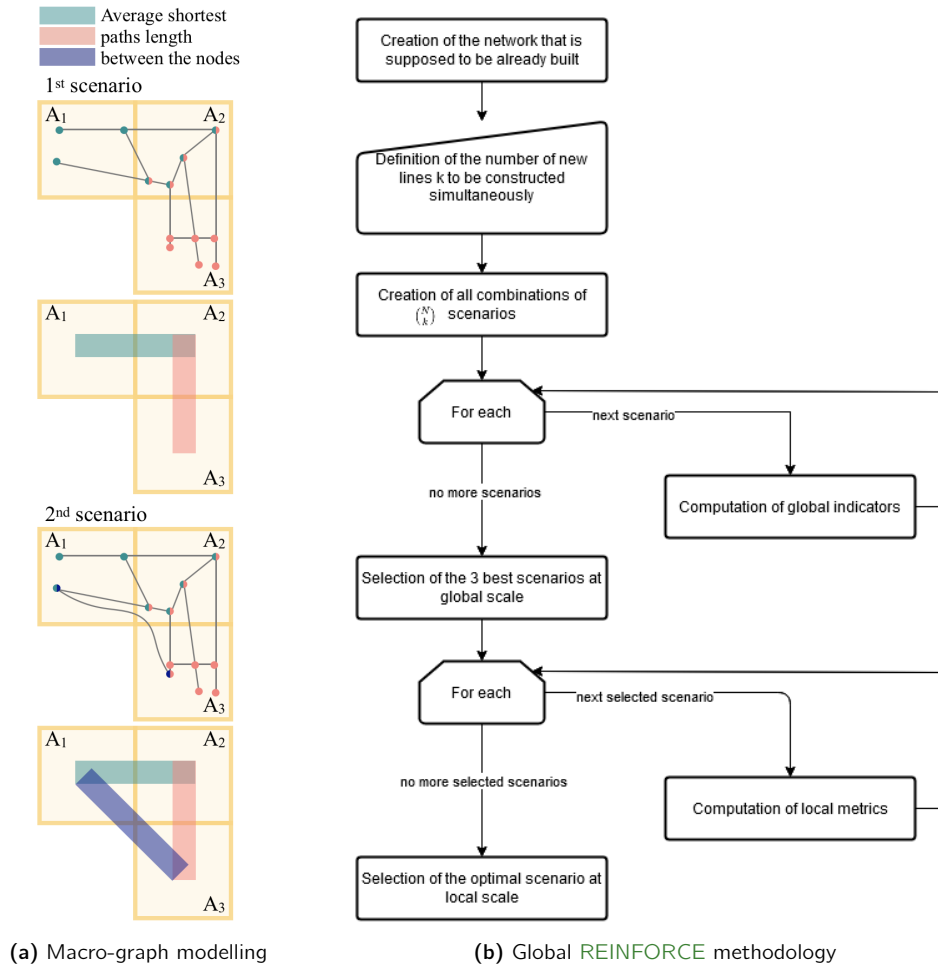 Average shortest
paths length
between the nodes
1st scenario
A1
A2
A3
A1
A2
A3
2nd scenario
A1
A2
A3
A1
A2
A3
(a) Macro-graph modelling
Creation of the network that is
supposed to be already built
Definition of the number of new
lines k to be constructed
simultaneously
Creation of all combinations of
(N k) scenarios
For each
next scenario
Computation of global indicators
no more scenarios
Selection of the 3 best scenarios at
global scale
For each
next selected scenario
Computation of local metrics
no more selected scenarios
Selection of the optimal scenario at
local scale
(b) Global REINFORCE methodology